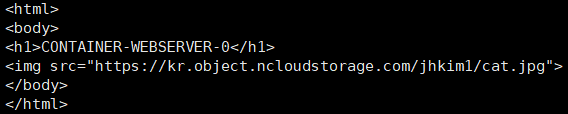 <html>
<body>
<h1>CONTAINER-WEBSERVER-0</h1>
<img src="https://kr.object.ncloudstorage.com/jhkim1/cat.jpg">
</body>
</html>